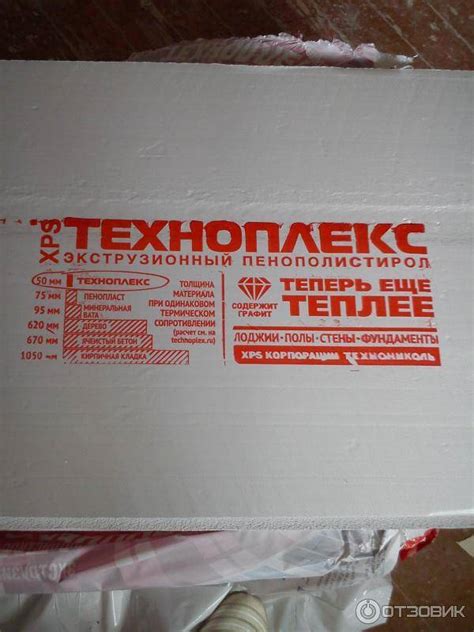 XPS
ТЕХНОПЛЕКС
ЭКСТРУЗИОННЫЙ ПЕНОПОЛИСТИРОЛ
50 мм ТЕХНОПЛЕКС
75 мм ПЕНОПЛАСТ
95 мм МИНЕРАЛЬНАЯ ВАТА
620 мм ДЕРЕВО
670 мм ЯЧЕИСТЫЙ БЕТОН
1050 мм КИРПИЧНАЯ КЛАДКА
ТОЛЩИНА
МАТЕРИАЛА
ПРИ ОДИНАКОВОМ
ТЕРМИЧЕСКОМ
СОПРОТИВЛЕНИИ
(расчет см. на
technoplex.ru)
СОДЕРЖИТ
ГРАФИТ
ТЕПЕРЬ ЕЩЕ
ТЕПЛЕЕ
ЛОДЖИИ·ПОЛЫ·СТЕНЫ·ФУНДАМЕНТЫ
XPS КОРПОРАЦИИ ТЕХНОНИКОЛЬ
ОТЗОВИК